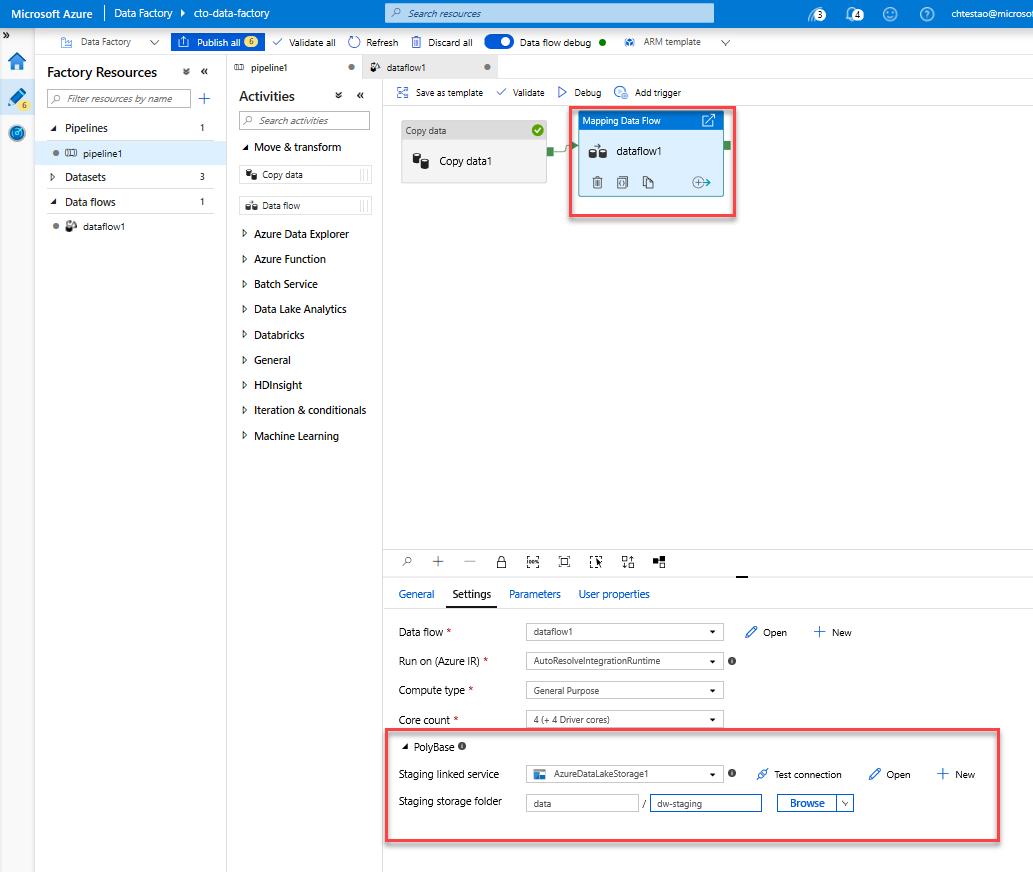 Microsoft Azure Data Factory cto-data-factory Search resources 3 4 chtestao@microsof
Data Factory Publish all 6 Validate all Refresh Discard all Data flow debug ARM template
Factory Resources
Filter resources by name
Pipelines 1
pipeline1
Datasets 3
Data flows 1
dataflow1
6
pipeline1 dataflow1
Activities
Search activities
Move & transform
Copy data
Data flow
Azure Data Explorer
Azure Function
Batch Service
Data Lake Analytics
Databricks
General
HDInsight
Iteration & conditionals
Machine Learning
Save as template Validate Debug Add trigger
Copy data
Copy data1
Mapping Data Flow
dataflow1
100%
General Settings Parameters User properties
Data flow * dataflow1 Open New
Run on (Azure IR) * AutoResolveIntegrationRuntime
Compute type * General Purpose
Core count * 4 (+ 4 Driver cores)
PolyBase
Staging linked service AzureDataLakeStorage1 Test connection Open New
Staging storage folder data / dw-staging Browse